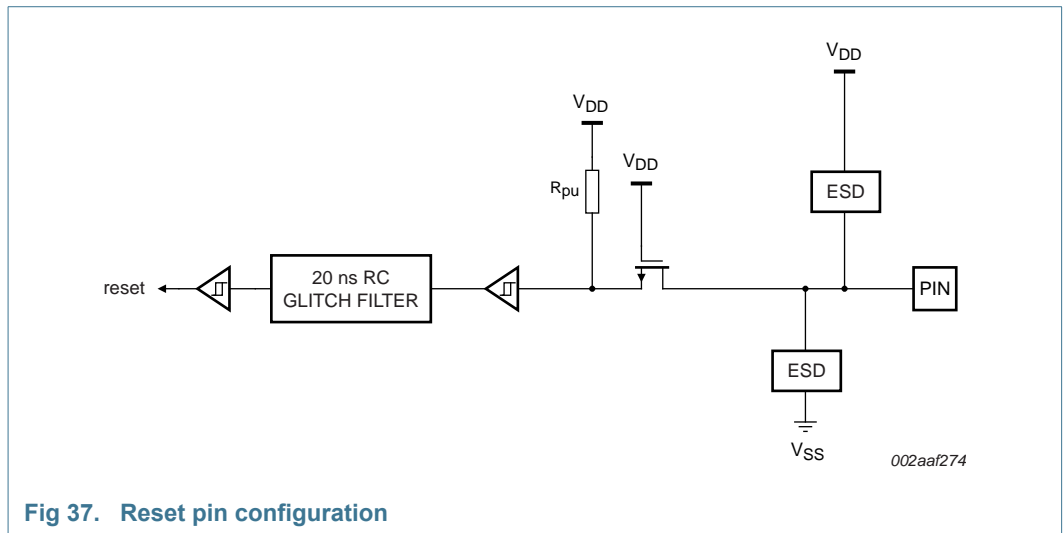 VDD
VDD
VDD
Rpu
ESD
reset
20 ns RC
GLITCH FILTER
PIN
ESD
VSS
002aaf274
Fig 37. Reset pin configuration